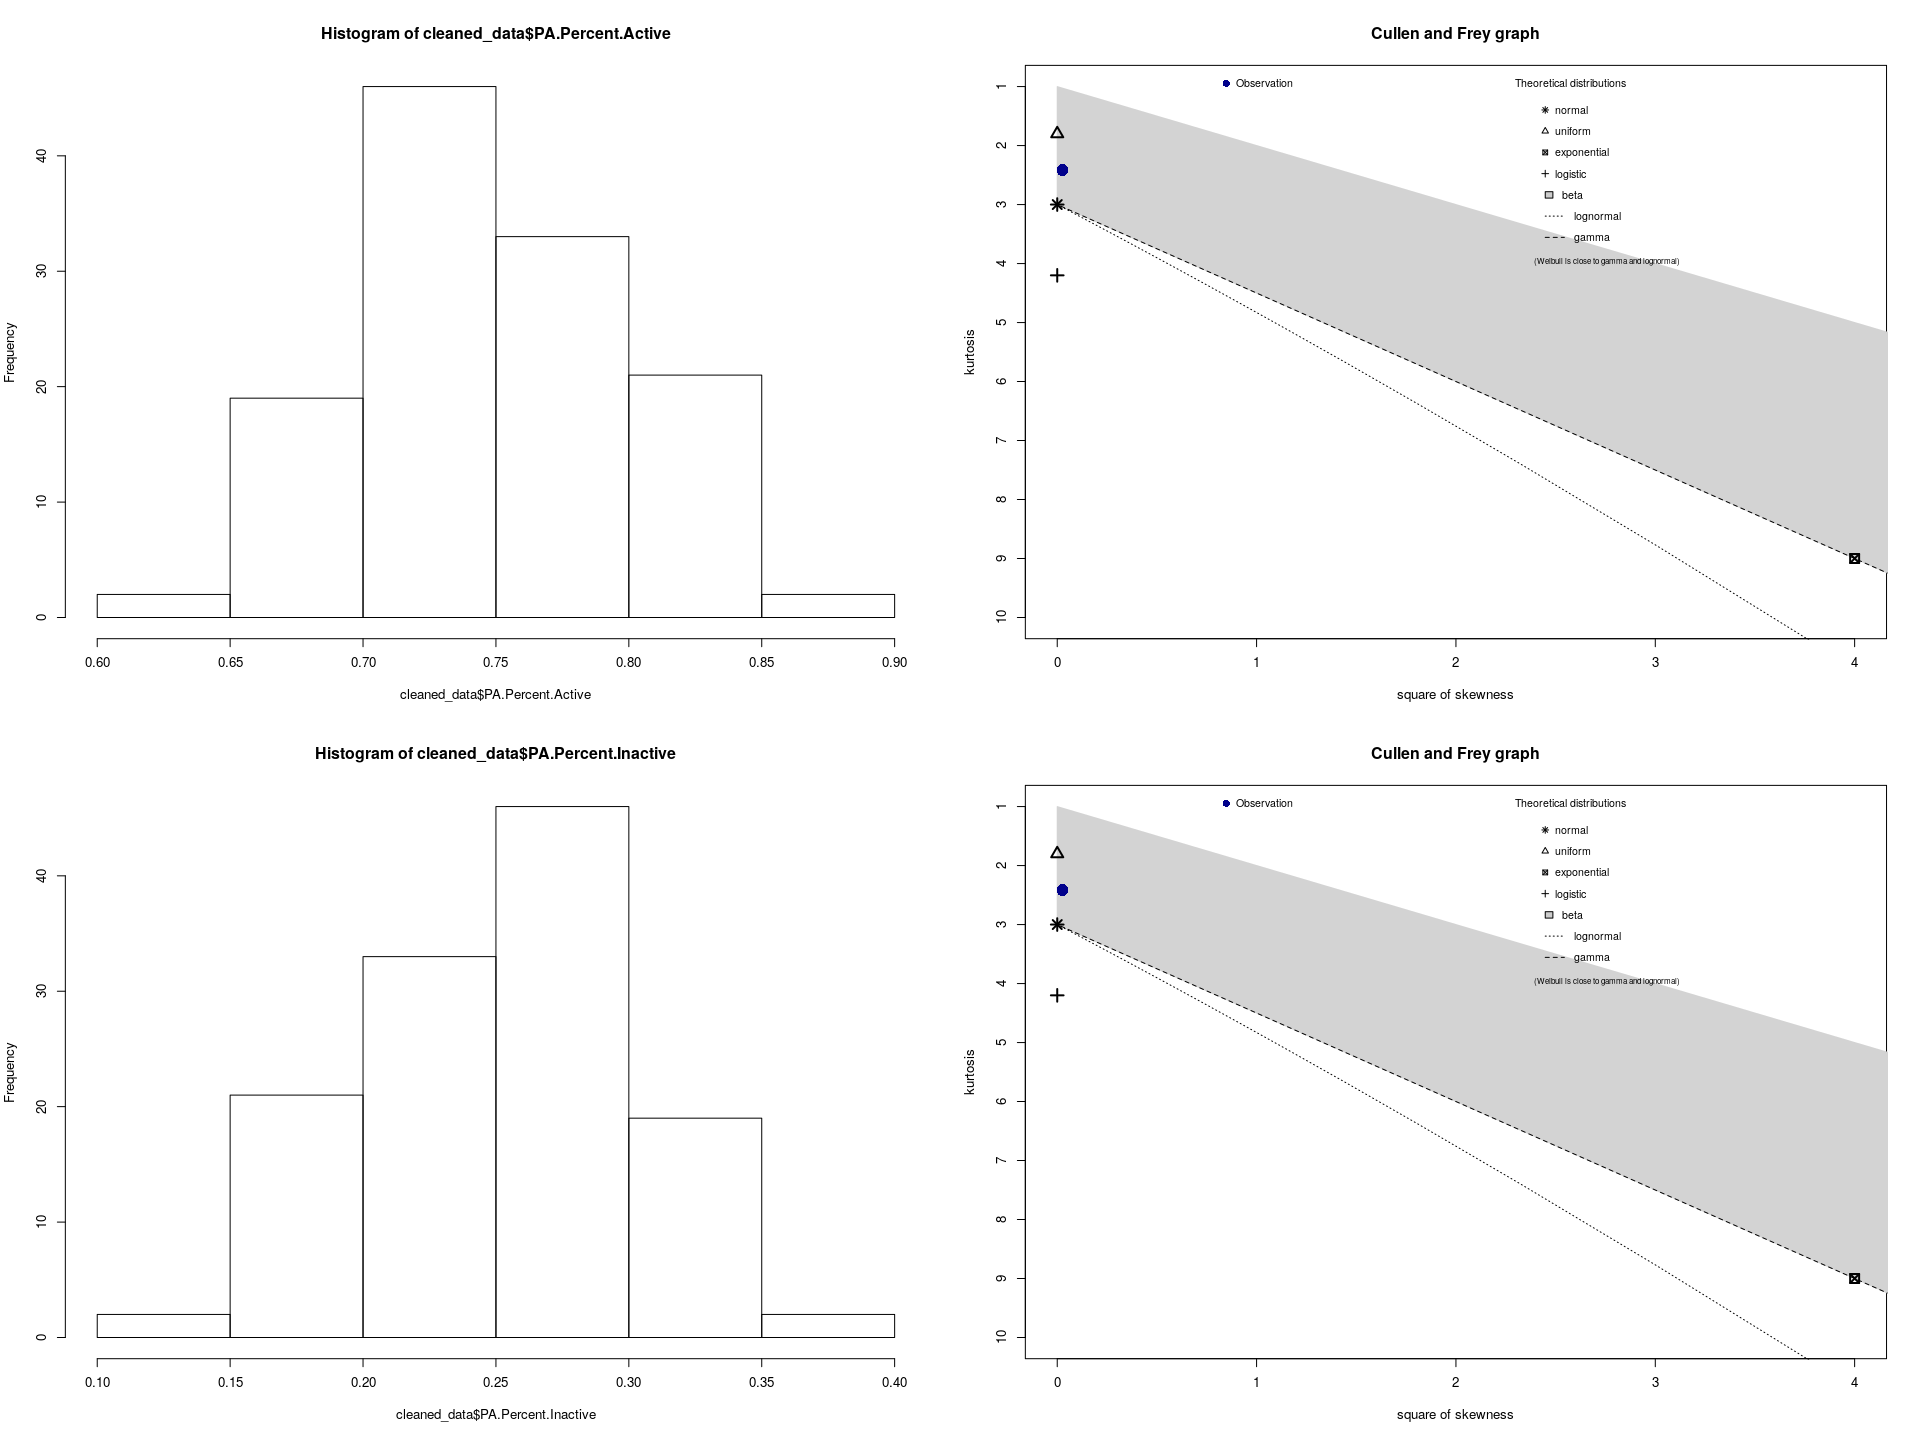 Histogram of cleaned_data$PA.Percent.Active
Frequency
0
10
20
30
40
0.60 0.65 0.70 0.75 0.80 0.85 0.90
cleaned_data$PA.Percent.Active
Cullen and Frey graph
Observation
Theoretical distributions
normal
uniform
exponential
logistic
beta
lognormal
gamma
(Weibull is close to gamma and lognormal)
kurtosis
1
2
3
4
5
6
7
8
9
10
0 1 2 3 4
square of skewness
Histogram of cleaned_data$PA.Percent.Inactive
Frequency
0
10
20
30
40
0.10 0.15 0.20 0.25 0.30 0.35 0.40
cleaned_data$PA.Percent.Inactive
Cullen and Frey graph
Observation
Theoretical distributions
normal
uniform
exponential
logistic
beta
lognormal
gamma
(Weibull is close to gamma and lognormal)
kurtosis
1
2
3
4
5
6
7
8
9
10
0 1 2 3 4
square of skewness